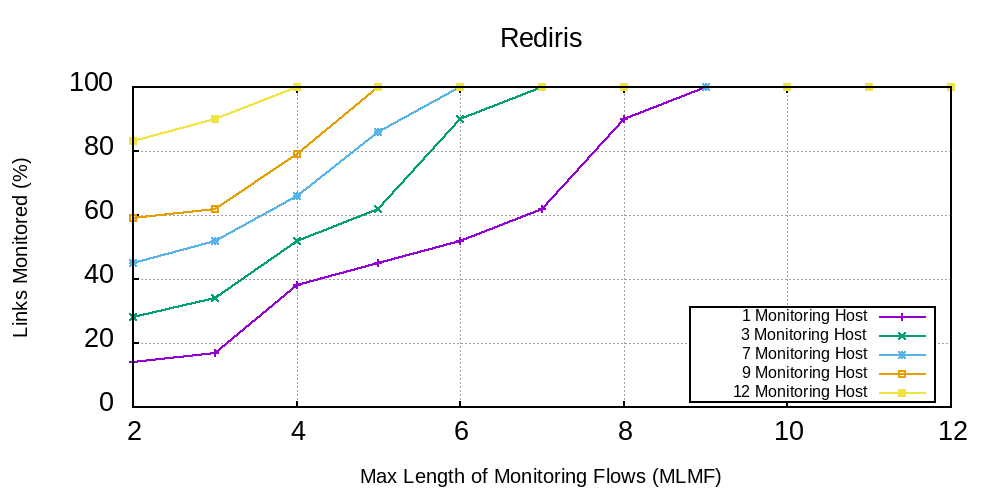 Rediris
100
80
60
40
20
0
Links Monitored (%)
1 Monitoring Host
3 Monitoring Host
7 Monitoring Host
9 Monitoring Host
12 Monitoring Host
2 4 6 8 10 12
Max Length of Monitoring Flows (MLMF)